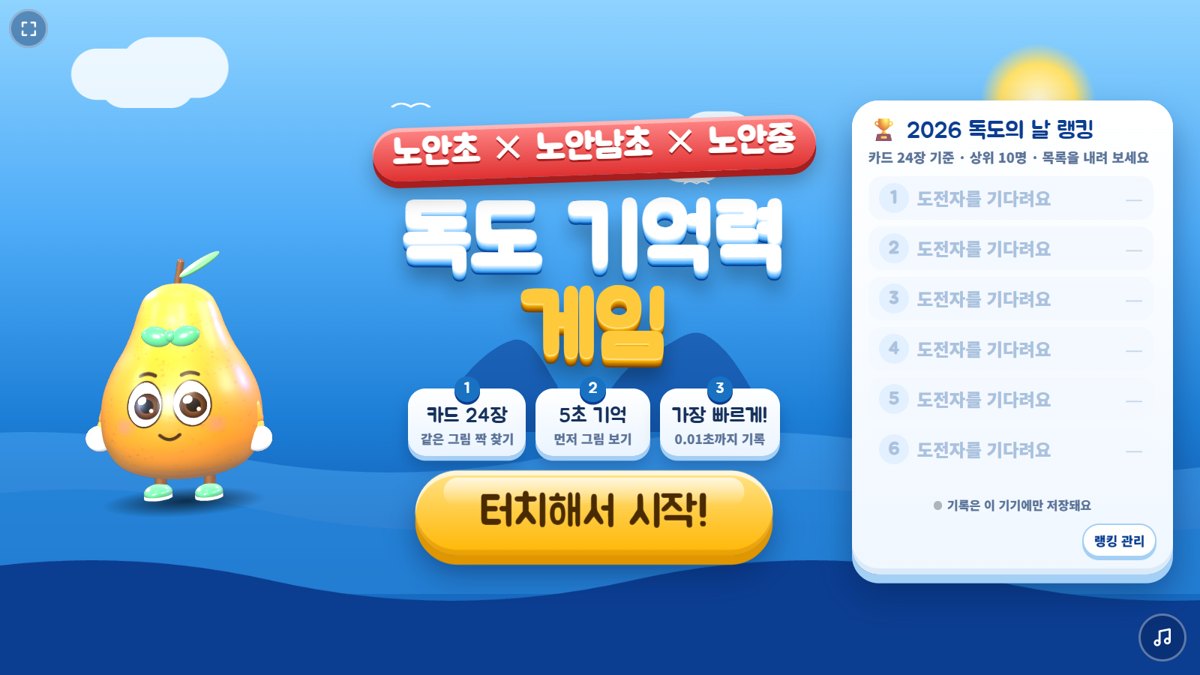 노안초 × 노안남초 × 노안중
독도 기억력
게임
1
카드 24장
같은 그림 짝 찾기
2
5초 기억
먼저 그림 보기
3
가장 빠르게!
0.01초까지 기록
터치해서 시작!
2026 독도의 날 랭킹
카드 24장 기준 · 상위 10명 · 목록을 내려 보세요
1 도전자를 기다려요 —
2 도전자를 기다려요 —
3 도전자를 기다려요 —
4 도전자를 기다려요 —
5 도전자를 기다려요 —
6 도전자를 기다려요 —
기록은 이 기기에만 저장돼요
랭킹 관리